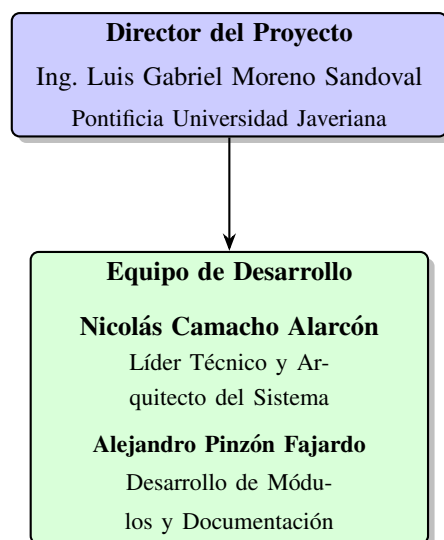 Director del Proyecto
Ing. Luis Gabriel Moreno Sandoval
Pontificia Universidad Javeriana
Equipo de Desarrollo
Nicolás Camacho Alarcón
Líder Técnico y Ar-
quitecto del Sistema
Alejandro Pinzón Fajardo
Desarrollo de Módu-
los y Documentación